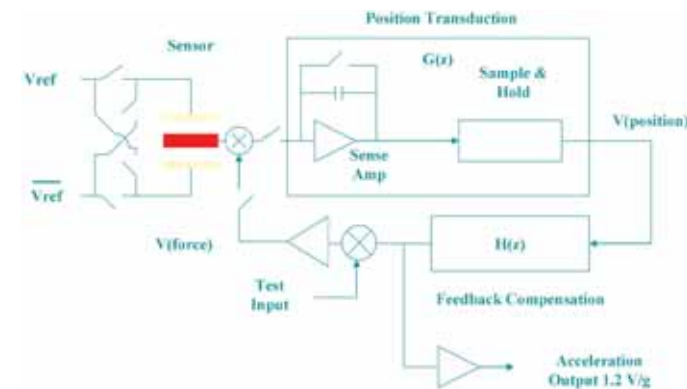 Position Transduction
Sensor
G(z)
Vref
Sample &
Hold
V(position)
Sense
Amp
Vref
V(force)
H(z)
Test
Input
Feedback Compensation
Acceleration
Output 1.2 V/g